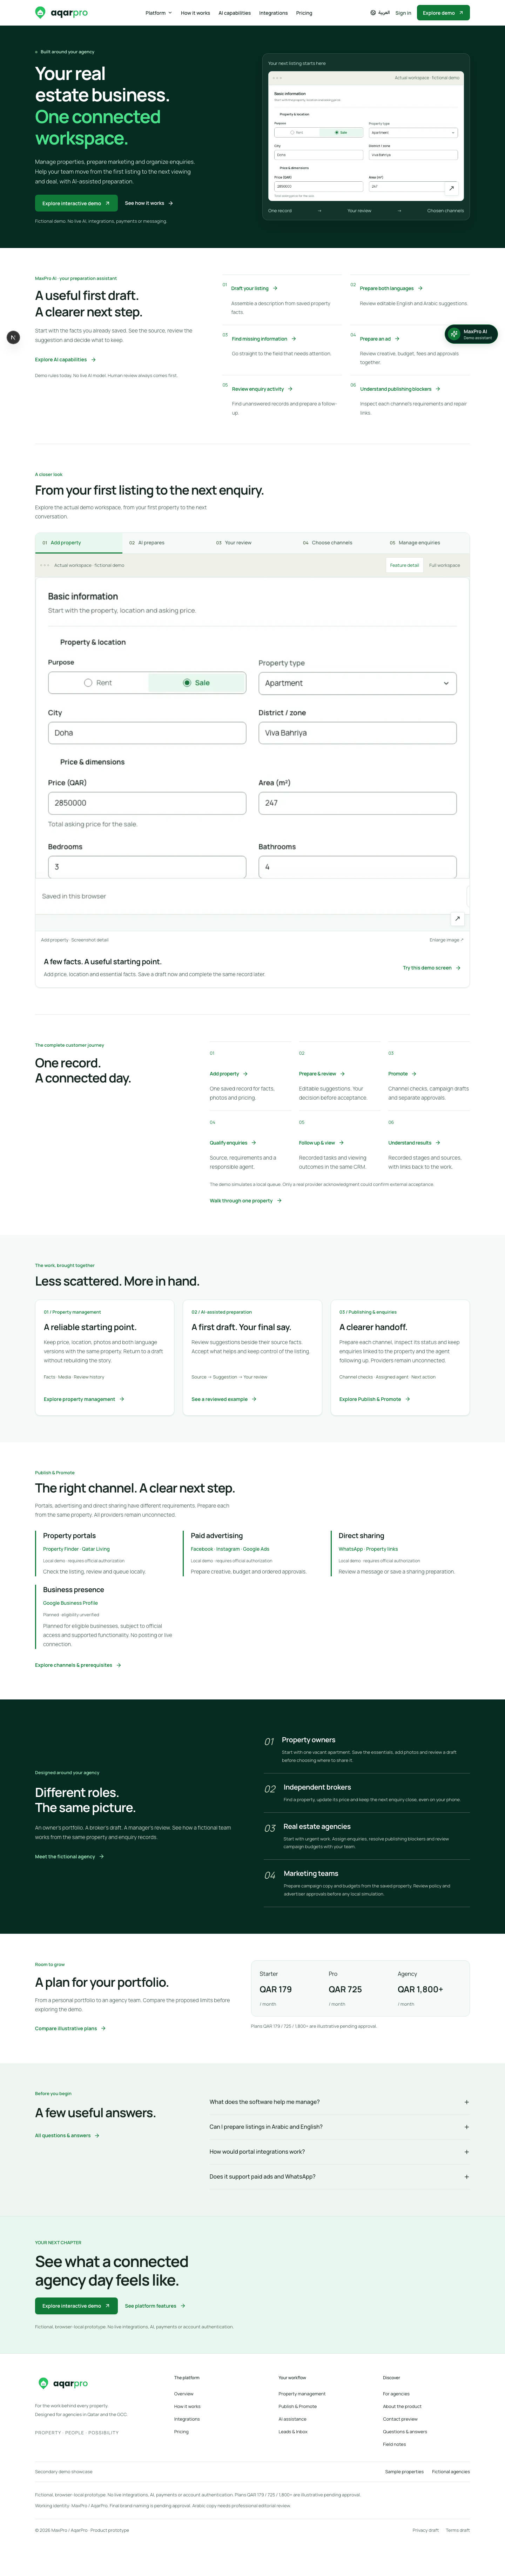 aqarpro
Platform
How it works
AI capabilities
Integrations
Pricing
العربية
Sign in
Explore demo
Built around your agency
Your real
estate business.
One connected
workspace.
Manage properties, prepare marketing and organize enquiries.
Help your team move from the first listing to the next viewing
and deal, with AI-assisted preparation.
Explore interactive demo
See how it works
Fictional demo. No live AI, integrations, payments or messaging.
Your next listing starts here
Actual workspace · fictional demo
Basic information
Property & location
Purpose
Rent
Sale
Property type
Apartment
City
Doha
District / zone
Viva Bahriya
Price & dimensions
Price (QAR)
2850000
Area (m²)
247
One record
Your review
Chosen channels
MaxPro AI · your preparation assistant
A useful first draft.
A clearer next step.
Start with the facts you already saved. See the source, review the
suggestion and decide what to keep.
Explore AI capabilities
Demo rules today. No live AI model. Human review always comes first.
01 Draft your listing
Assemble a description from saved property
facts.
02 Prepare both languages
Review editable English and Arabic suggestions.
03 Find missing information
Go straight to the field that needs attention.
04 Prepare an ad
Review creative, budget, fees and approvals
together.
05 Review enquiry activity
Find unanswered records and prepare a follow-
up.
06 Understand publishing blockers
Inspect each channel's requirements and repair
links.
N
MaxPro AI
Demo assistant
A closer look
From your first listing to the next enquiry.
Explore the actual demo workspace, from your first property to the next
conversation.
01 Add property
02 AI prepares
03 Your review
04 Choose channels
05 Manage enquiries
Actual workspace · fictional demo
Feature detail
Full workspace
Basic information
Start with the property, location and asking price.
Property & location
Purpose
Rent
Sale
Property type
Apartment
City
Doha
District / zone
Viva Bahriya
Price & dimensions
Price (QAR)
2850000
Area (m²)
247
Total asking price for the sale.
Bedrooms
3
Bathrooms
4
Saved in this browser
Add property · Screenshot detail
Enlarge image
A few facts. A useful starting point.
Add price, location and essential facts. Save a draft now and complete the same record later.
Try this demo screen
The complete customer journey
One record.
A connected day.
01
Add property
One saved record for facts,
photos and pricing.
02
Prepare & review
Editable suggestions. Your
decision before acceptance.
03
Promote
Channel checks, campaign drafts
and separate approvals.
04
Qualify enquiries
Source, requirements and a
responsible agent.
05
Follow up & view
Recorded tasks and viewing
outcomes in the same CRM.
06
Understand results
Recorded stages and sources,
with links back to the work.
The demo simulates a local queue. Only a real provider acknowledgment could confirm external acceptance.
Walk through one property
The work, brought together
Less scattered. More in hand.
01 / Property management
A reliable starting point.
Keep price, location, photos and both language
versions with the same property. Return to a draft
without rebuilding the story.
Facts · Media · Review history
Explore property management
02 / AI-assisted preparation
A first draft. Your final say.
Review suggestions beside their source facts.
Accept what helps and keep control of the listing.
Source → Suggestion → Your review
See a reviewed example
03 / Publishing & enquiries
A clearer handoff.
Prepare each channel, inspect its status and keep
enquiries linked to the property and the agent
following up. Providers remain unconnected.
Channel checks · Assigned agent · Next action
Explore Publish & Promote
Publish & Promote
The right channel. A clear next step.
Portals, advertising and direct sharing have different requirements. Prepare each
from the same property. All providers remain unconnected.
Property portals
Property Finder · Qatar Living
Local demo · requires official authorization
Check the listing, review and queue locally.
Paid advertising
Facebook · Instagram · Google Ads
Local demo · requires official authorization
Prepare creative, budget and ordered approvals.
Direct sharing
WhatsApp · Property links
Local demo · requires official authorization
Review a message or save a sharing preparation.
Business presence
Google Business Profile
Planned · eligibility unverified
Planned for eligible businesses, subject to official
access and supported functionality. No posting or live
connection.
Explore channels & prerequisites
Designed around your agency
Different roles.
The same picture.
An owner's portfolio. A broker's draft. A manager's review. See how a fictional team
works from the same property and enquiry records.
Meet the fictional agency
01 Property owners
Start with one vacant apartment. Save the essentials, add photos and review a draft
before choosing where to share it.
02 Independent brokers
Find a property, update its price and keep the next enquiry close, even on your phone.
03 Real estate agencies
Start with urgent work. Assign enquiries, resolve publishing blockers and review
campaign budgets with your team.
04 Marketing teams
Prepare campaign copy and budgets from the saved property. Review policy and
advertiser approvals before any local simulation.
Room to grow
A plan for your portfolio.
From a personal portfolio to an agency team. Compare the proposed limits before
exploring the demo.
Compare illustrative plans
Starter
QAR 179
/ month
Pro
QAR 725
/ month
Agency
QAR 1,800+
/ month
Plans QAR 179 / 725 / 1,800+ are illustrative pending approval.
Before you begin
A few useful answers.
All questions & answers
What does the software help me manage?
Can I prepare listings in Arabic and English?
How would portal integrations work?
Does it support paid ads and WhatsApp?
YOUR NEXT CHAPTER
See what a connected
agency day feels like.
Explore interactive demo
See platform features
Fictional, browser-local prototype. No live integrations, AI, payments or account authentication.
aqarpro
For the work behind every property.
Designed for agencies in Qatar and the GCC.
PROPERTY · PEOPLE · POSSIBILITY
The platform
Overview
How it works
Integrations
Pricing
Your workflow
Property management
Publish & Promote
AI assistance
Leads & Inbox
Discover
For agencies
About the product
Contact preview
Questions & answers
Field notes
Secondary demo showcase
Sample properties
Fictional agencies
Fictional, browser-local prototype. No live integrations, AI, payments or account authentication. Plans QAR 179 / 725 / 1,800+ are illustrative pending approval.
Working identity: MaxPro / AqarPro. Final brand naming is pending approval. Arabic copy needs professional editorial review.
© 2026 MaxPro / AqarPro · Product prototype
Privacy draft
Terms draft